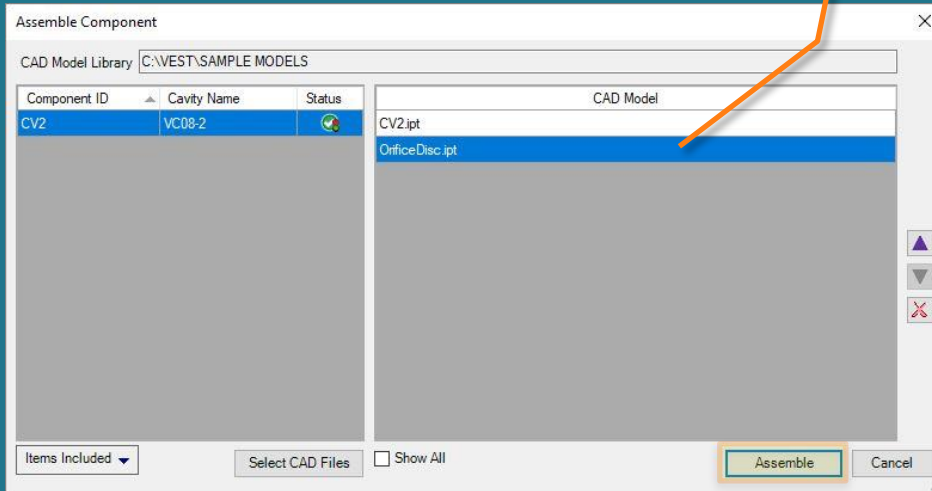 Assemble Component
CAD Model Library C:\VEST\SAMPLE MODELS
Component ID Cavity Name Status CAD Model
CV2 VC08-2 CV2.ipt
OrificeDisc.ipt
Items Included Select CAD Files Show All Assemble Cancel